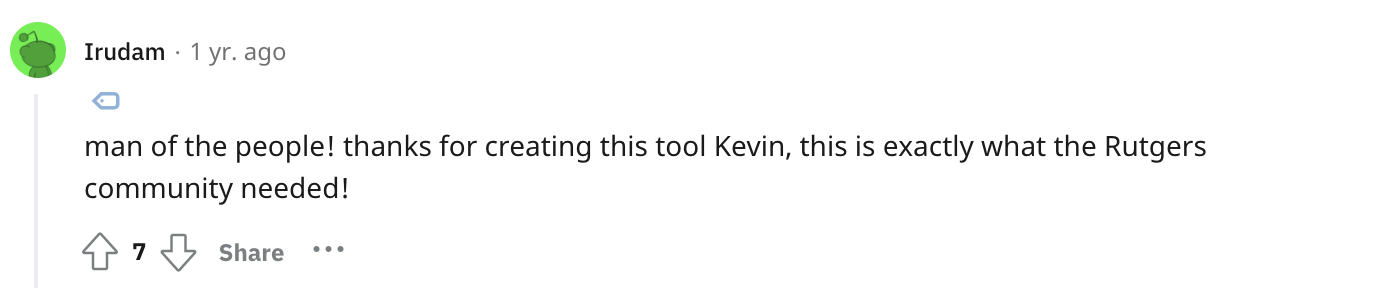 Irudam · 1 yr. ago
man of the people! thanks for creating this tool Kevin, this is exactly what the Rutgers
community needed!
7 Share ···